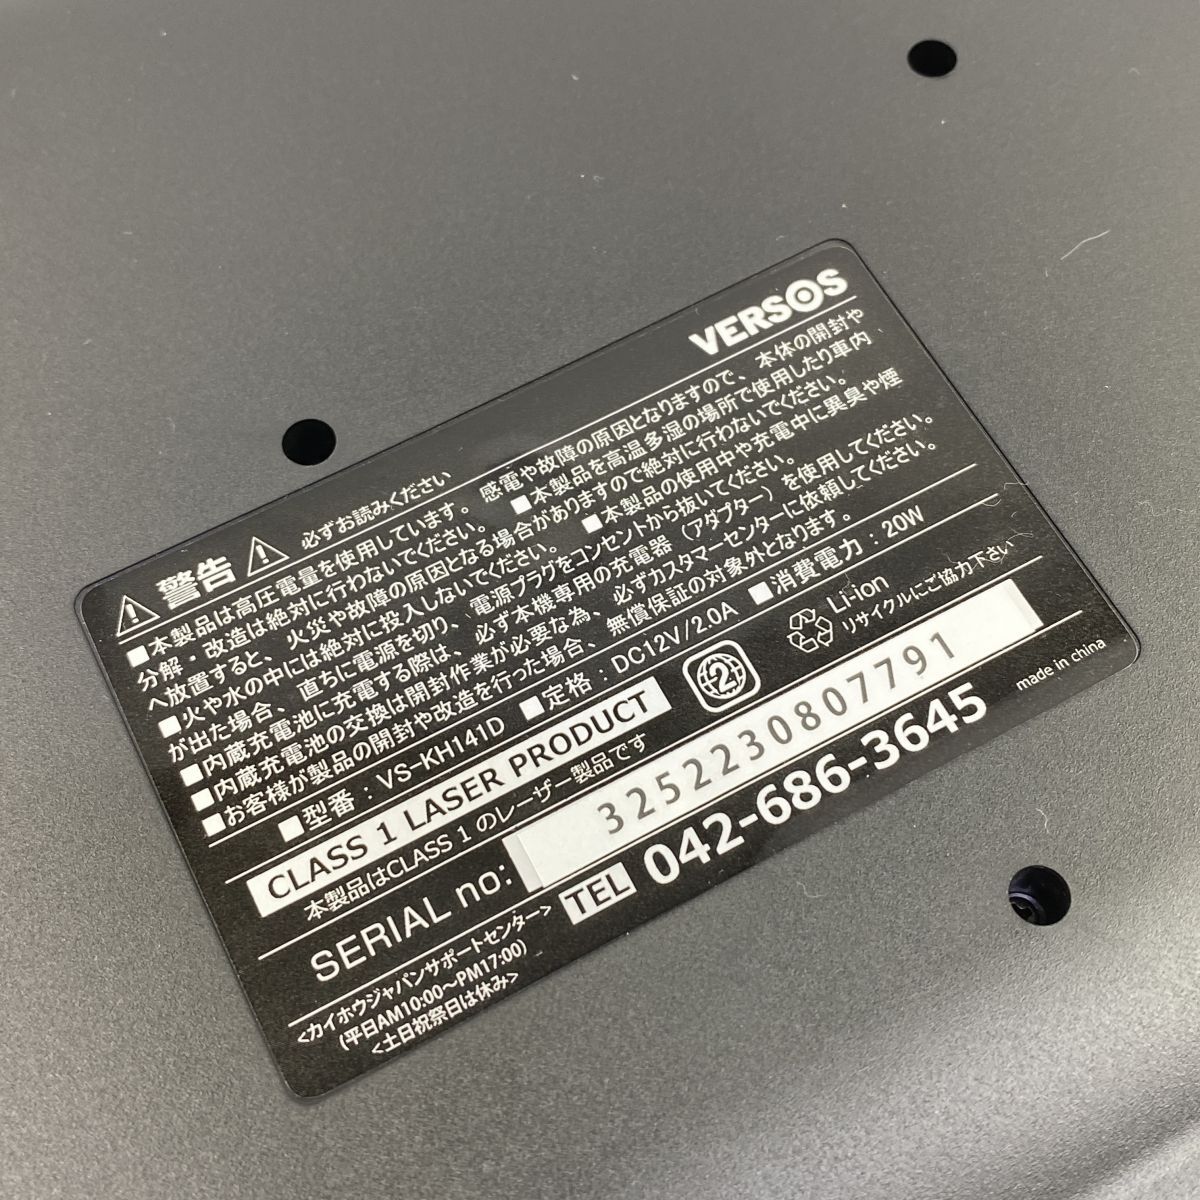 VERSOS
警告 必ずお読みください
■本製品は高圧電量を使用しています。 感電や故障の原因となりますので、本体の開封や
分解・改造は絶対に行わないでください。 ■本製品を高温多湿の場所で使用したり車内
へ放置すると、火災や故障の原因となる場合がありますので絶対に行わないでください。
■火や水の中には絶対に投入しないでください。 ■本製品の使用中や充電中に異臭や煙
が出た場合、直ちに電源を切り、電源プラグをコンセントから抜いてください。
■内蔵充電池に充電する際は、必ず本機専用の充電器（アダプター）を使用してください。
■内蔵充電池の交換は開封作業が必要な為、必ずカスタマーセンターに依頼してください。
■お客様が製品の開封や改造を行った場合、無償保証の対象外となります。
■型番：VS-KH141D ■定格：DC12V/2.0A ■消費電力：20W
CLASS 1 LASER PRODUCT
本製品はCLASS 1 のレーザー製品です
2
Li-ion
リサイクルにご協力下さい
SERIAL no: 3252230807791
<カイホウジャパンサポートセンター>
(平日AM10:00～PM17:00)
<土日祝祭日は休み>
TEL 042-686-3645
made in china